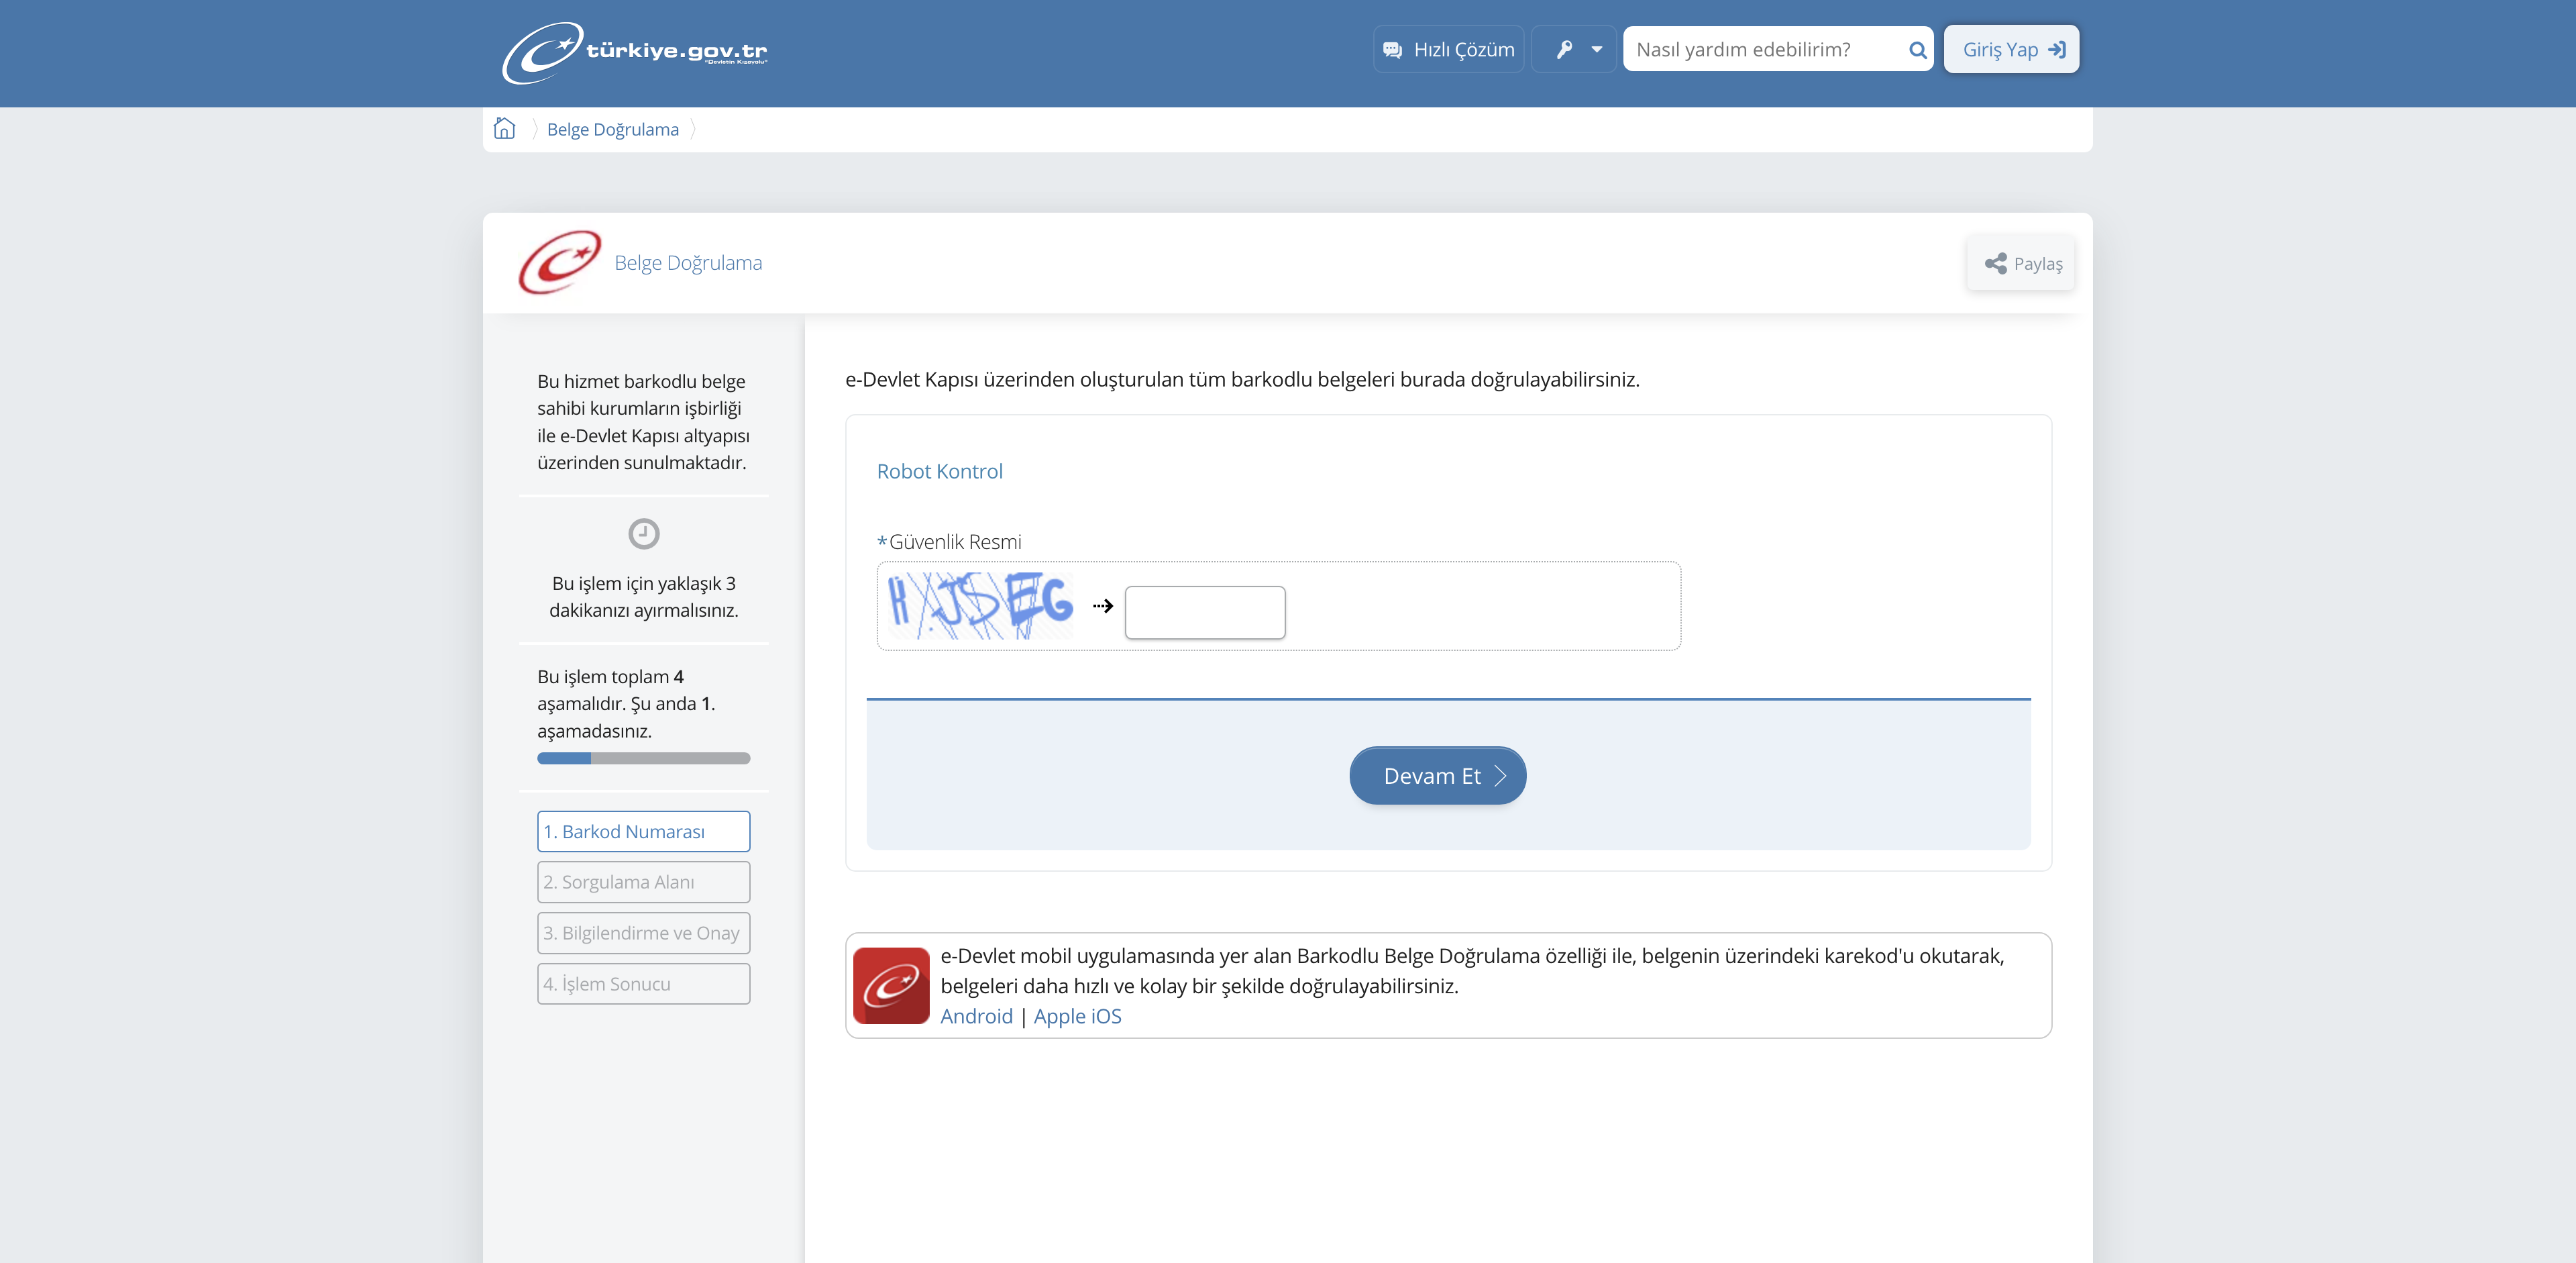 türkiye.gov.tr
"Devletin Kısayolu"
Hızlı Çözüm
Nasıl yardım edebilirim?
Giriş Yap
Belge Doğrulama
Belge Doğrulama
Paylaş
Bu hizmet barkodlu belge
sahibi kurumların işbirliği
ile e-Devlet Kapısı altyapısı
üzerinden sunulmaktadır.
Bu işlem için yaklaşık 3
dakikanızı ayırmalısınız.
Bu işlem toplam 4
aşamalıdır. Şu anda 1.
aşamadasınız.
1. Barkod Numarası
2. Sorgulama Alanı
3. Bilgilendirme ve Onay
4. İşlem Sonucu
e-Devlet Kapısı üzerinden oluşturulan tüm barkodlu belgeleri burada doğrulayabilirsiniz.
Robot Kontrol
*Güvenlik Resmi
Devam Et
e-Devlet mobil uygulamasında yer alan Barkodlu Belge Doğrulama özelliği ile, belgenin üzerindeki karekod'u okutarak,
belgeleri daha hızlı ve kolay bir şekilde doğrulayabilirsiniz.
Android | Apple iOS